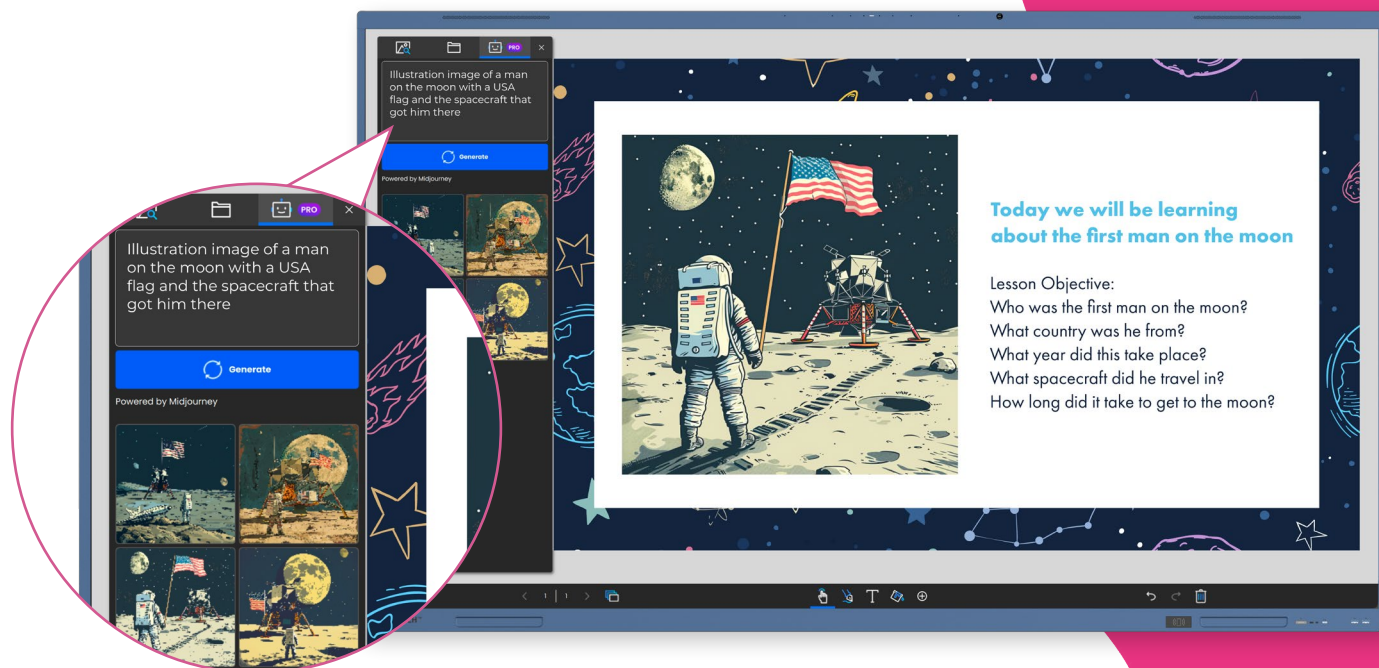 PRO
Illustration image of a man
on the moon with a USA
flag and the spacecraft that
got him there
Generate
Powered by Midjourney
PRO
Illustration image of a man
on the moon with a USA
flag and the spacecraft that
got him there
Generate
Powered by Midjourney
Today we will be learning
about the first man on the moon
Lesson Objective:
Who was the first man on the moon?
What country was he from?
What year did this take place?
What spacecraft did he travel in?
How long did it take to get to the moon?
1 | 1